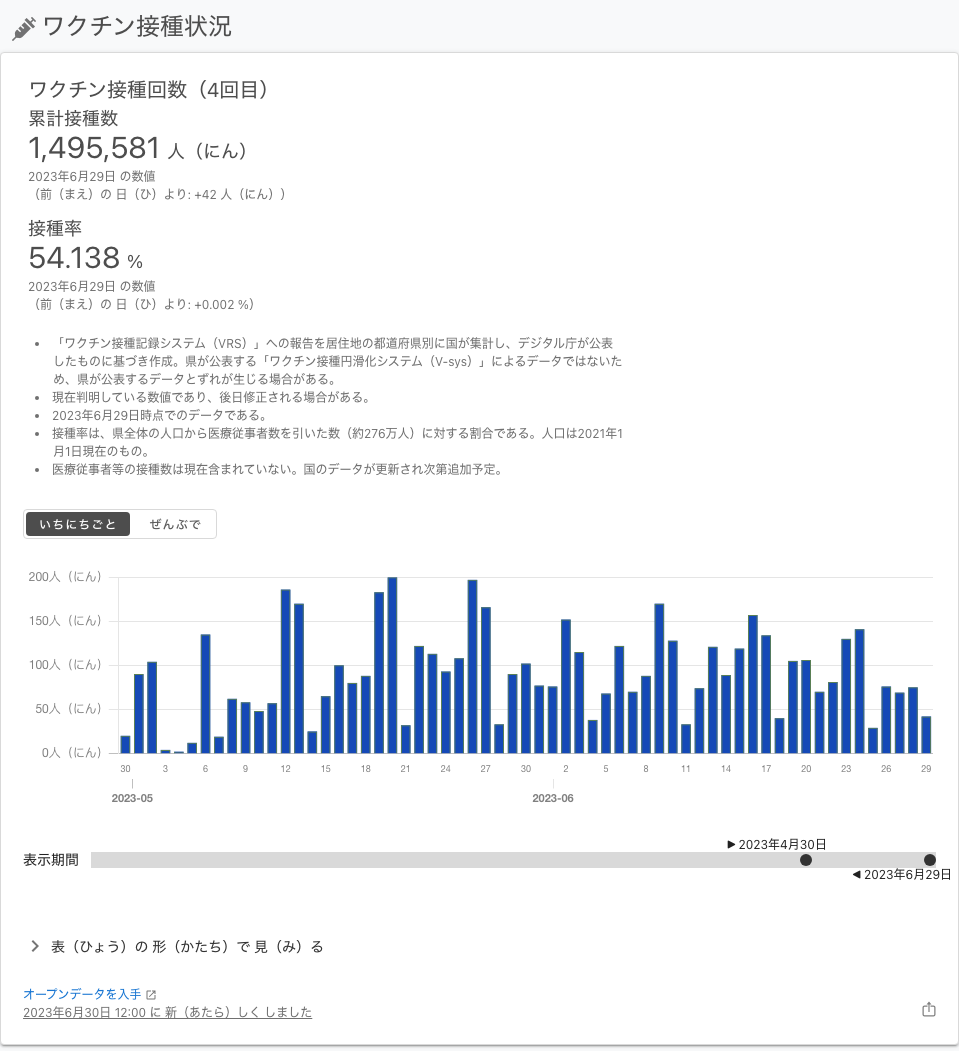 ワクチン接種状況
ワクチン接種回数（4回目）
累計接種数
1,495,581 人（にん）
2023年6月29日 の数値
（前（まえ）の 日（ひ）より: +42 人（にん））
接種率
54.138 %
2023年6月29日 の数値
（前（まえ）の 日（ひ）より: +0.002 %）
• 「ワクチン接種記録システム（VRS）」への報告を居住地の都道府県別に国が集計し、デジタル庁が公表
したものに基づき作成。県が公表する「ワクチン接種円滑化システム（V-sys）」によるデータではないた
め、県が公表するデータとずれが生じる場合がある。
• 現在判明している数値であり、後日修正される場合がある。
• 2023年6月29日時点でのデータである。
• 接種率は、県全体の人口から医療従事者数を引いた数（約276万人）に対する割合である。人口は2021年1
月1日現在のもの。
• 医療従事者等の接種数は現在含まれていない。国のデータが更新され次第追加予定。
いちにちごと ぜんぶで
200人（にん）
150人（にん）
100人（にん）
50人（にん）
0人（にん）
30 3 6 9 12 15 18 21 24 27 30 2 5 8 11 14 17 20 23 26 29
2023-05 2023-06
▶ 2023年4月30日
表示期間
◀ 2023年6月29日
表（ひょう）の 形（かたち）で 見（み）る
オープンデータを入手
2023年6月30日 12:00 に 新（あたら）しく しました